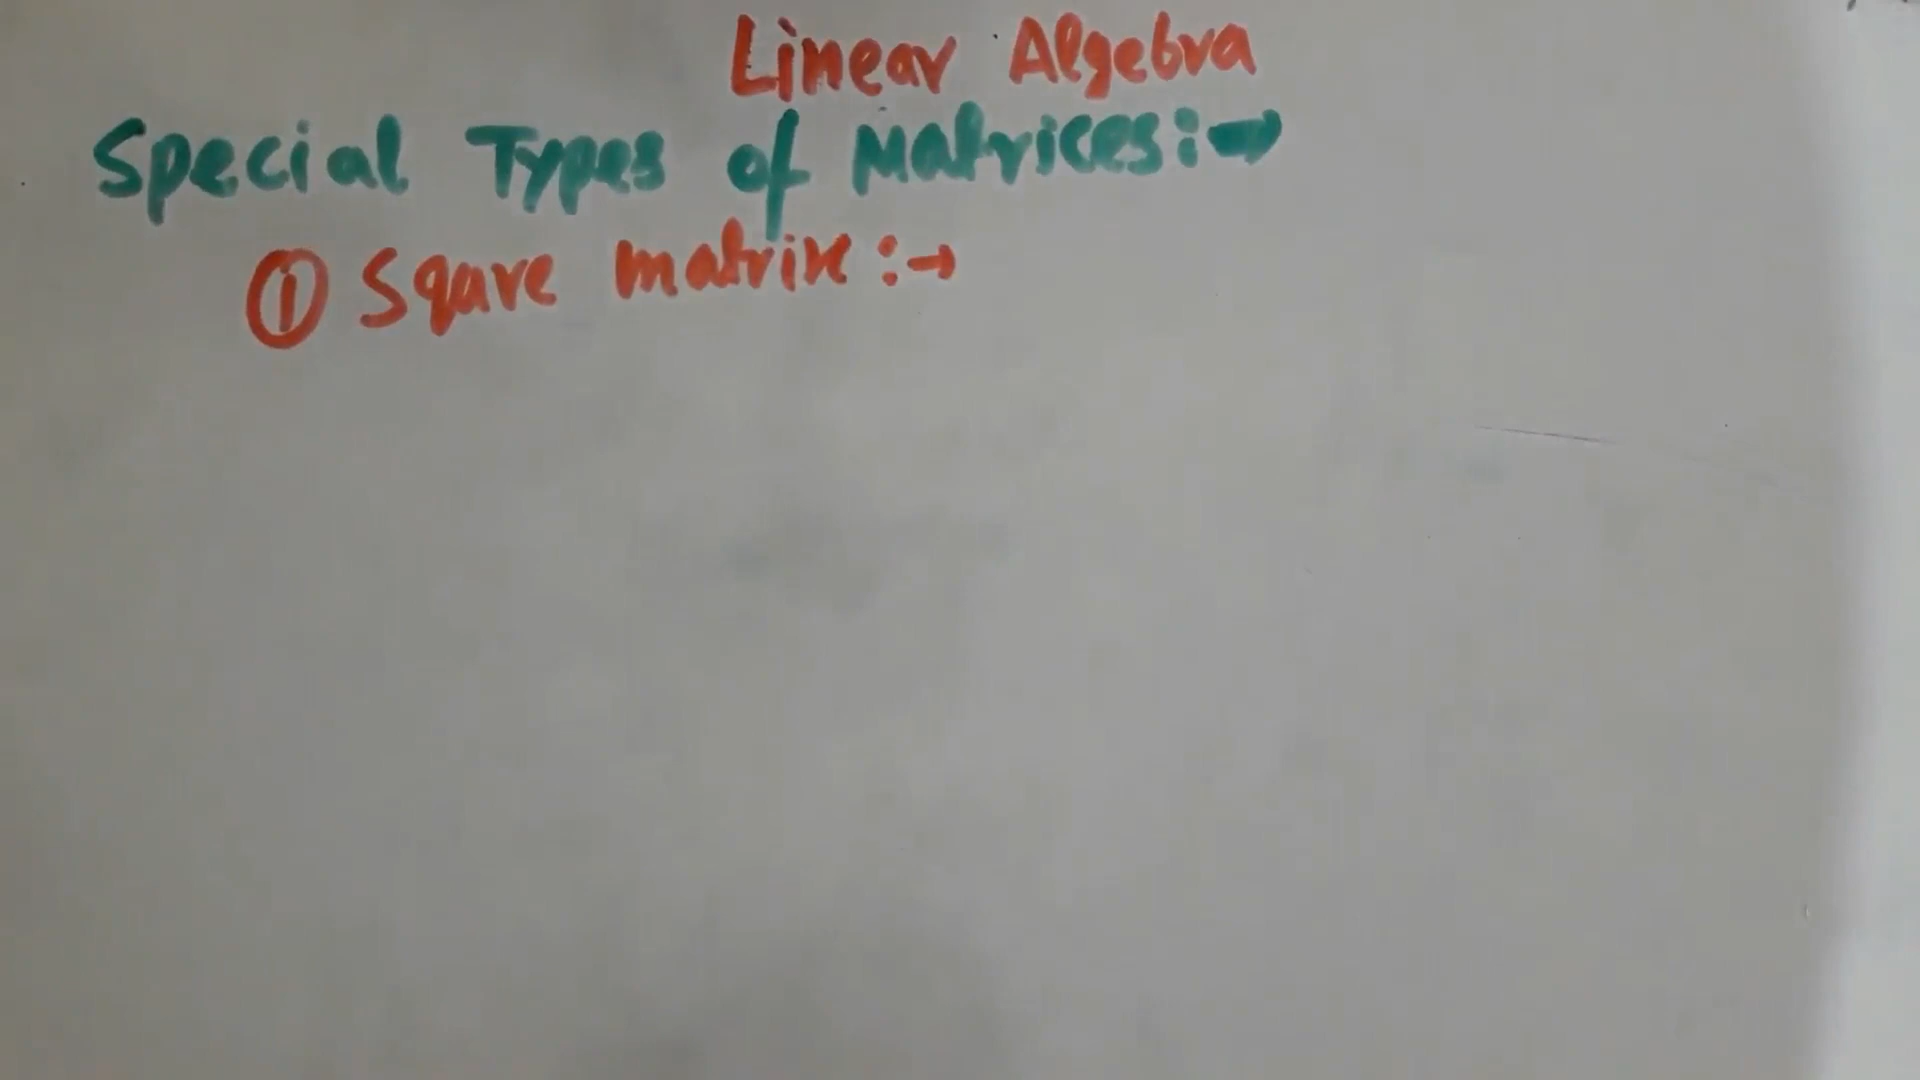 Linear Algebra
Special Types of Matrices:→
① Sqare matrix:→